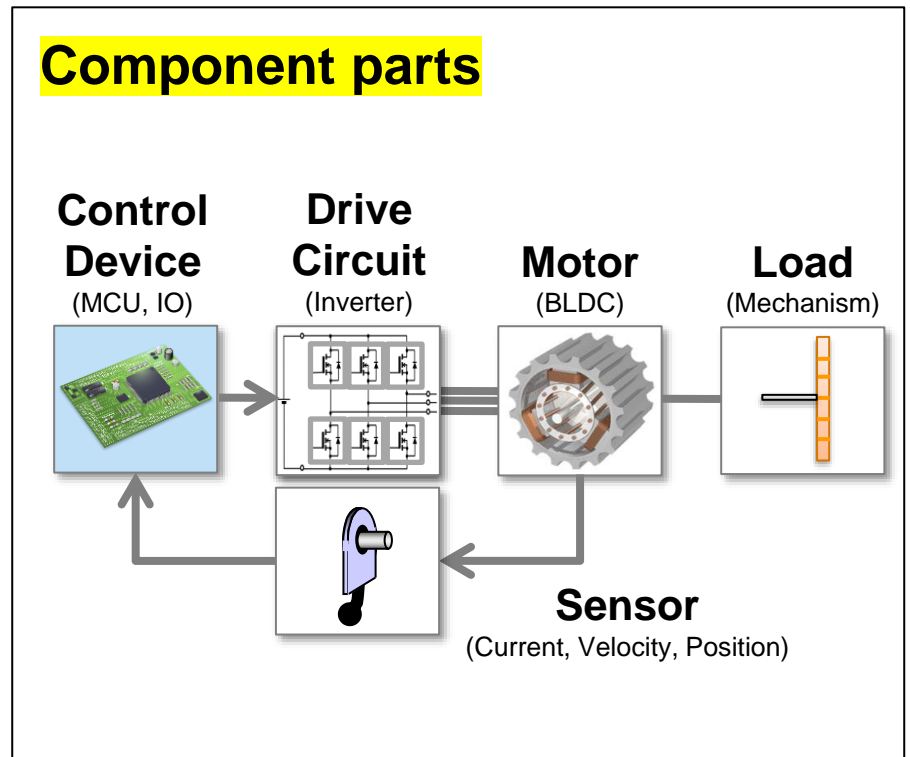 Component parts
Control
Device
(MCU, IO)
Drive
Circuit
(Inverter)
Motor
(BLDC)
Load
(Mechanism)
Sensor
(Current, Velocity, Position)